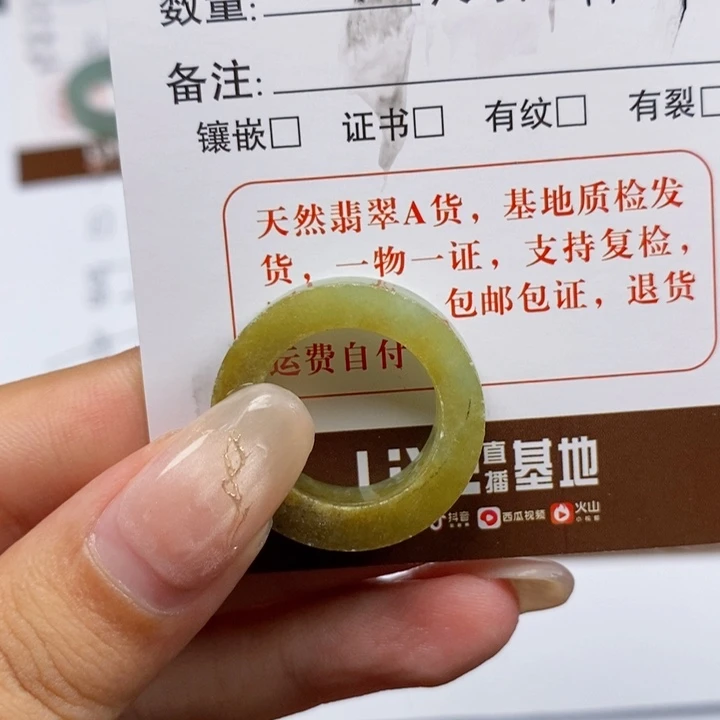 数量:
备注:
镶嵌□ 证书□ 有纹□ 有裂□
天然翡翠A货，基地质检发
货，一物一证，支持复检，
包邮包证，退货
运费自付
直播基地
抖音 西瓜视频 火山